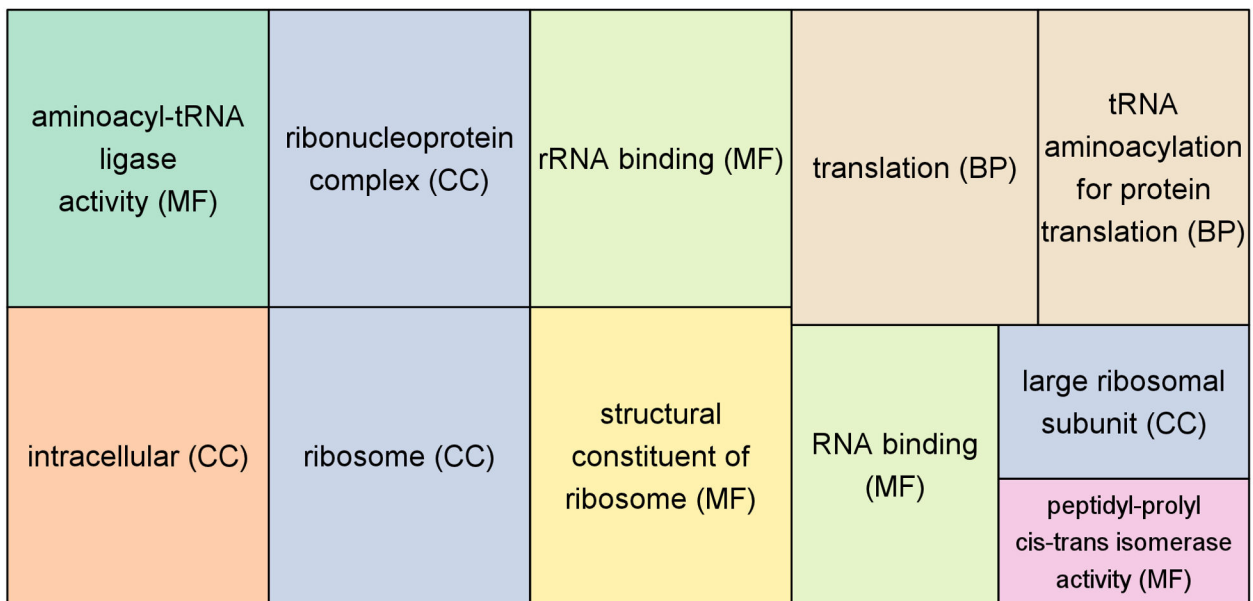 aminoacyl-tRNA
ligase
activity (MF)
ribonucleoprotein
complex (CC)
rRNA binding (MF)
translation (BP)
tRNA
aminoacylation
for protein
translation (BP)
intracellular (CC)
ribosome (CC)
structural
constituent of
ribosome (MF)
RNA binding
(MF)
large ribosomal
subunit (CC)
peptidyl-prolyl
cis-trans isomerase
activity (MF)